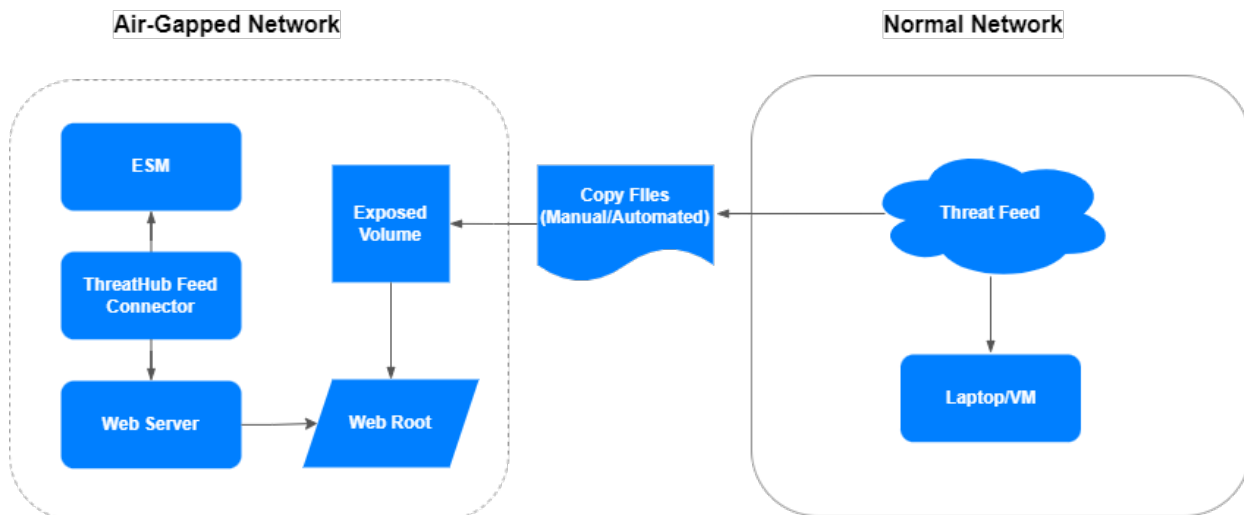 Air-Gapped Network
Normal Network
ESM
Exposed
Volume
Copy FIles
(Manual/Automated)
Threat Feed
ThreatHub Feed
Connector
Web Server
Web Root
Laptop/VM